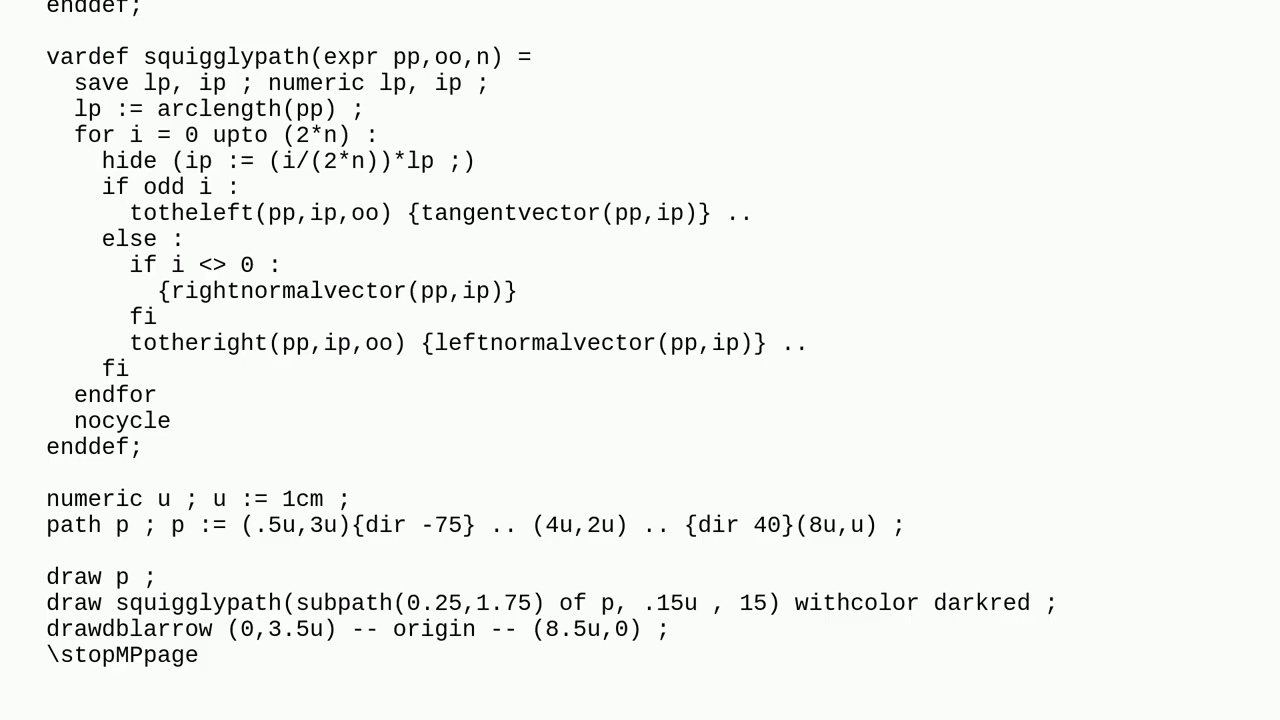 enddef;
vardef squigglypath(expr pp,oo,n) =
save lp, ip ; numeric lp, ip ;
lp := arclength(pp) ;
for i = 0 upto (2*n) :
hide (ip := (i/(2*n))*lp ;)
if odd i :
totheleft(pp,ip,oo) {tangentvector(pp,ip)} ..
else :
if i <> 0 :
{rightnormalvector(pp,ip)}
fi
totheright(pp,ip,oo) {leftnormalvector(pp,ip)} ..
fi
endfor
nocycle
enddef;
numeric u ; u := 1cm ;
path p ; p := (.5u,3u){dir -75} .. (4u,2u) .. {dir 40}(8u,u) ;
draw p ;
draw squigglypath(subpath(0.25,1.75) of p, .15u , 15) withcolor darkred ;
drawdblarrow (0,3.5u) -- origin -- (8.5u,0) ;
\stopMPpage